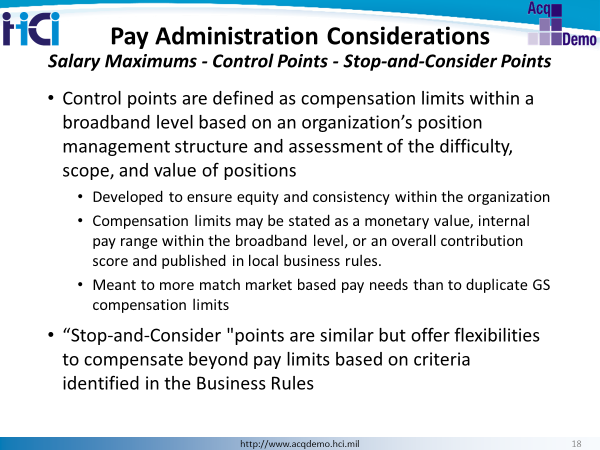 HCi
Acq
Demo
Pay Administration Considerations
Salary Maximums - Control Points - Stop-and-Consider Points
• Control points are defined as compensation limits within a
broadband level based on an organization's position
management structure and assessment of the difficulty,
scope, and value of positions
• Developed to ensure equity and consistency within the organization
• Compensation limits may be stated as a monetary value, internal
pay range within the broadband level, or an overall contribution
score and published in local business rules.
• Meant to more match market based pay needs than to duplicate GS
compensation limits
• “Stop-and-Consider "points are similar but offer flexibilities
to compensate beyond pay limits based on criteria
identified in the Business Rules
http://www.acqdemo.hci.mil
18